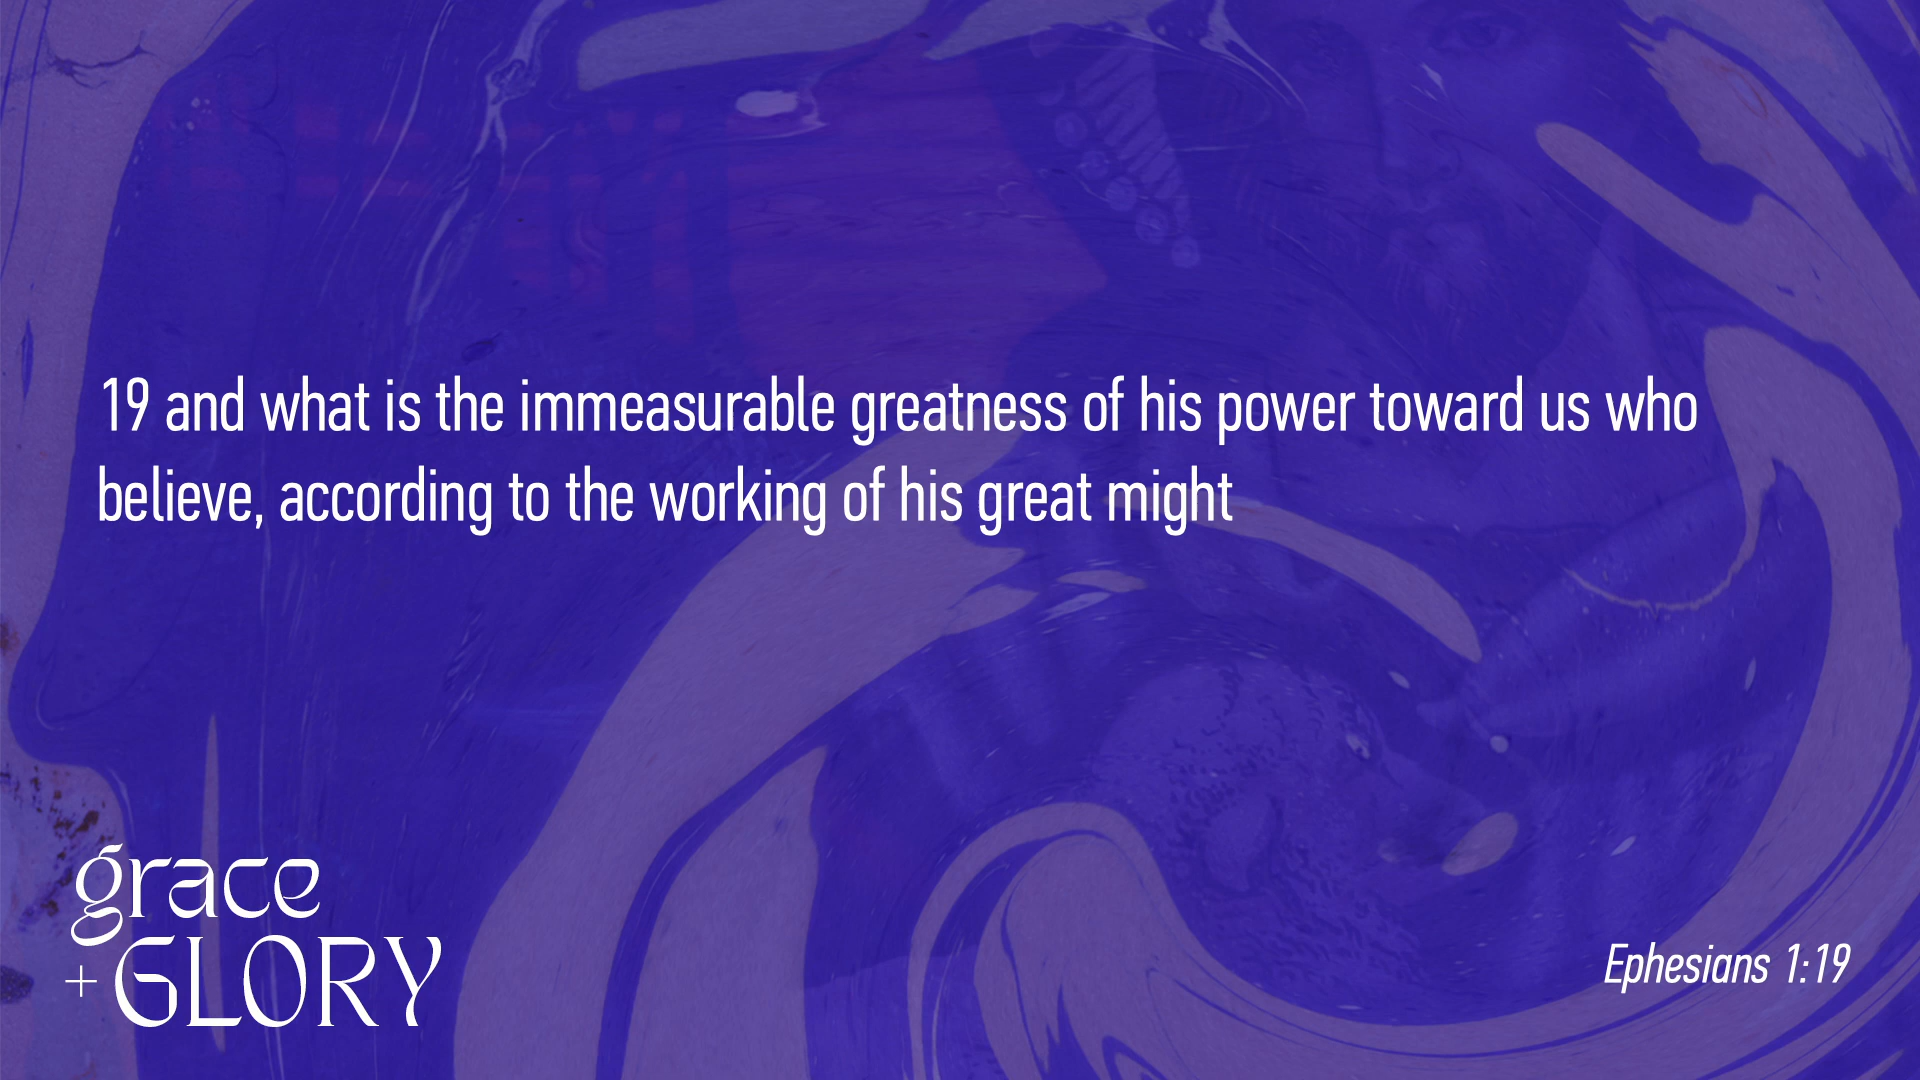 19 and what is the immeasurable greatness of his power toward us who
believe, according to the working of his great might
grace
+GLORY
Ephesians 1:19